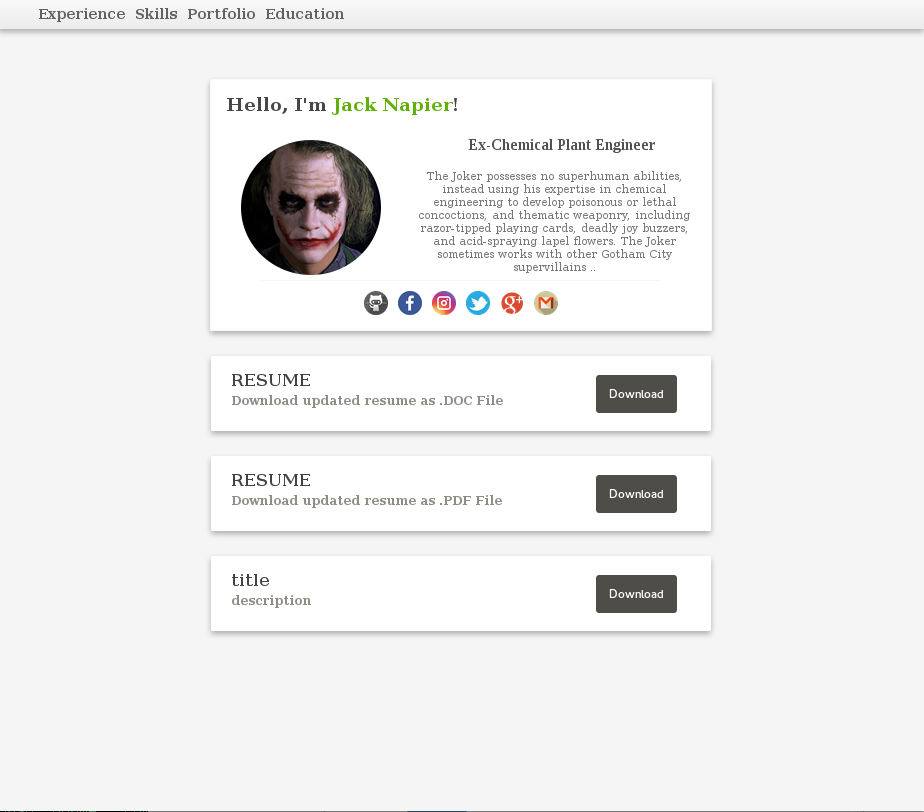 Experience Skills Portfolio Education
Hello, I'm Jack Napier!
Ex-Chemical Plant Engineer
The Joker possesses no superhuman abilities,
instead using his expertise in chemical
engineering to develop poisonous or lethal
concoctions, and thematic weaponry, including
razor-tipped playing cards, deadly joy buzzers,
and acid-spraying lapel flowers. The Joker
sometimes works with other Gotham City
supervillains ..
RESUME
Download updated resume as .DOC File
Download
RESUME
Download updated resume as .PDF File
Download
title
description
Download